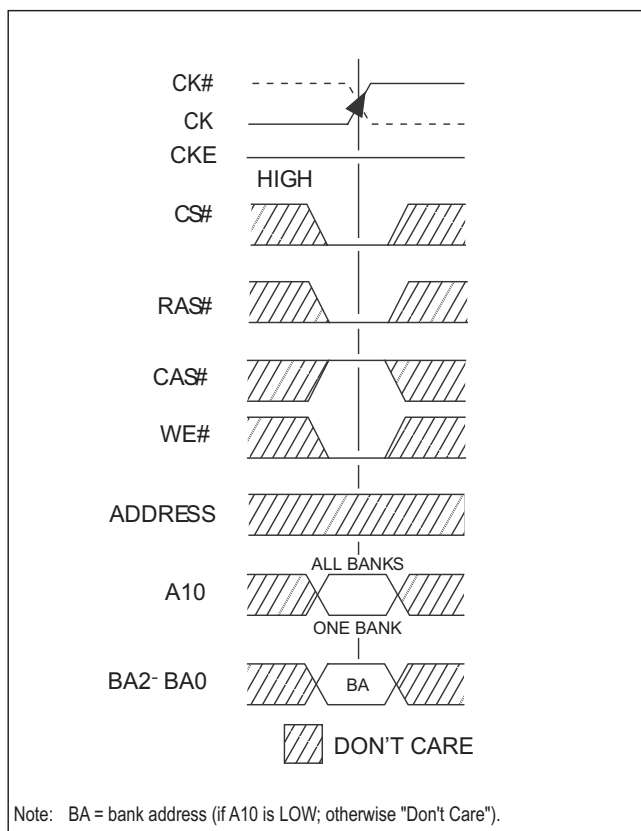 CK#
CK
CKE
HIGH
CS#
RAS#
CAS#
WE#
ADDRESS
ALL BANKS
A10
ONE BANK
BA2- BA0
BA
DON'T CARE
Note: BA = bank address (if A10 is LOW; otherwise "Don't Care").